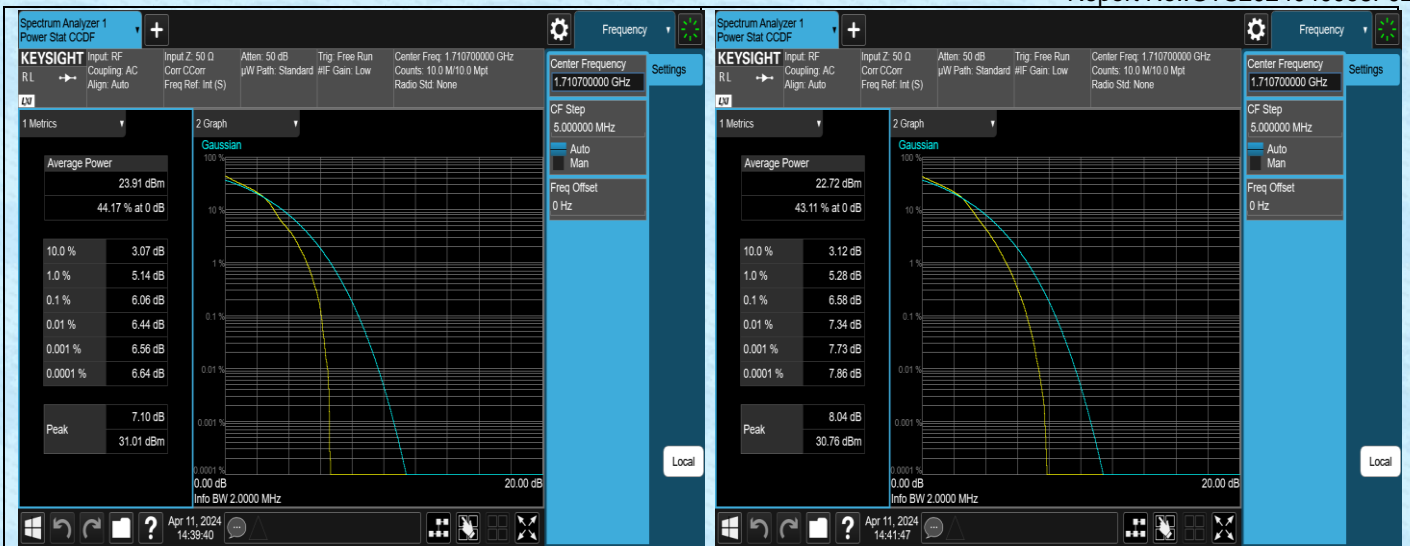 Spectrum Analyzer 1
Power Stat CCDF
+
Frequency
KEYSIGHT
R L
LXI
Input: RF
Coupling: AC
Align: Auto
Input Z: 50 Ω
Corr CCorr
Freq Ref: Int (S)
Atten: 50 dB
µW Path: Standard
Trig: Free Run
#IF Gain: Low
Center Freq: 1.710700000 GHz
Counts: 10.0 M/10.0 Mpt
Radio Std: None
Center Frequency
1.710700000 GHz
Settings
CF Step
5.000000 MHz
Auto
Man
Freq Offset
0 Hz
1 Metrics
2 Graph
Average Power
23.91 dBm
44.17 % at 0 dB
10.0 % 3.07 dB
1.0 % 5.14 dB
0.1 % 6.06 dB
0.01 % 6.44 dB
0.001 % 6.56 dB
0.0001 % 6.64 dB
Peak
7.10 dB
31.01 dBm
Gaussian
100 %
10 %
1 %
0.1 %
0.01 %
0.001 %
0.0001 %
0.00 dB 20.00 dB
Info BW 2.0000 MHz
Local
?
Apr 11, 2024
14:39:40
Spectrum Analyzer 1
Power Stat CCDF
+
Frequency
KEYSIGHT
R L
LXI
Input: RF
Coupling: AC
Align: Auto
Input Z: 50 Ω
Corr CCorr
Freq Ref: Int (S)
Atten: 50 dB
µW Path: Standard
Trig: Free Run
#IF Gain: Low
Center Freq: 1.710700000 GHz
Counts: 10.0 M/10.0 Mpt
Radio Std: None
Center Frequency
1.710700000 GHz
Settings
CF Step
5.000000 MHz
Auto
Man
Freq Offset
0 Hz
1 Metrics
2 Graph
Average Power
22.72 dBm
43.11 % at 0 dB
10.0 % 3.12 dB
1.0 % 5.28 dB
0.1 % 6.58 dB
0.01 % 7.34 dB
0.001 % 7.73 dB
0.0001 % 7.86 dB
Peak
8.04 dB
30.76 dBm
Gaussian
100 %
10 %
1 %
0.1 %
0.01 %
0.001 %
0.0001 %
0.00 dB 20.00 dB
Info BW 2.0000 MHz
Local
?
Apr 11, 2024
14:41:47